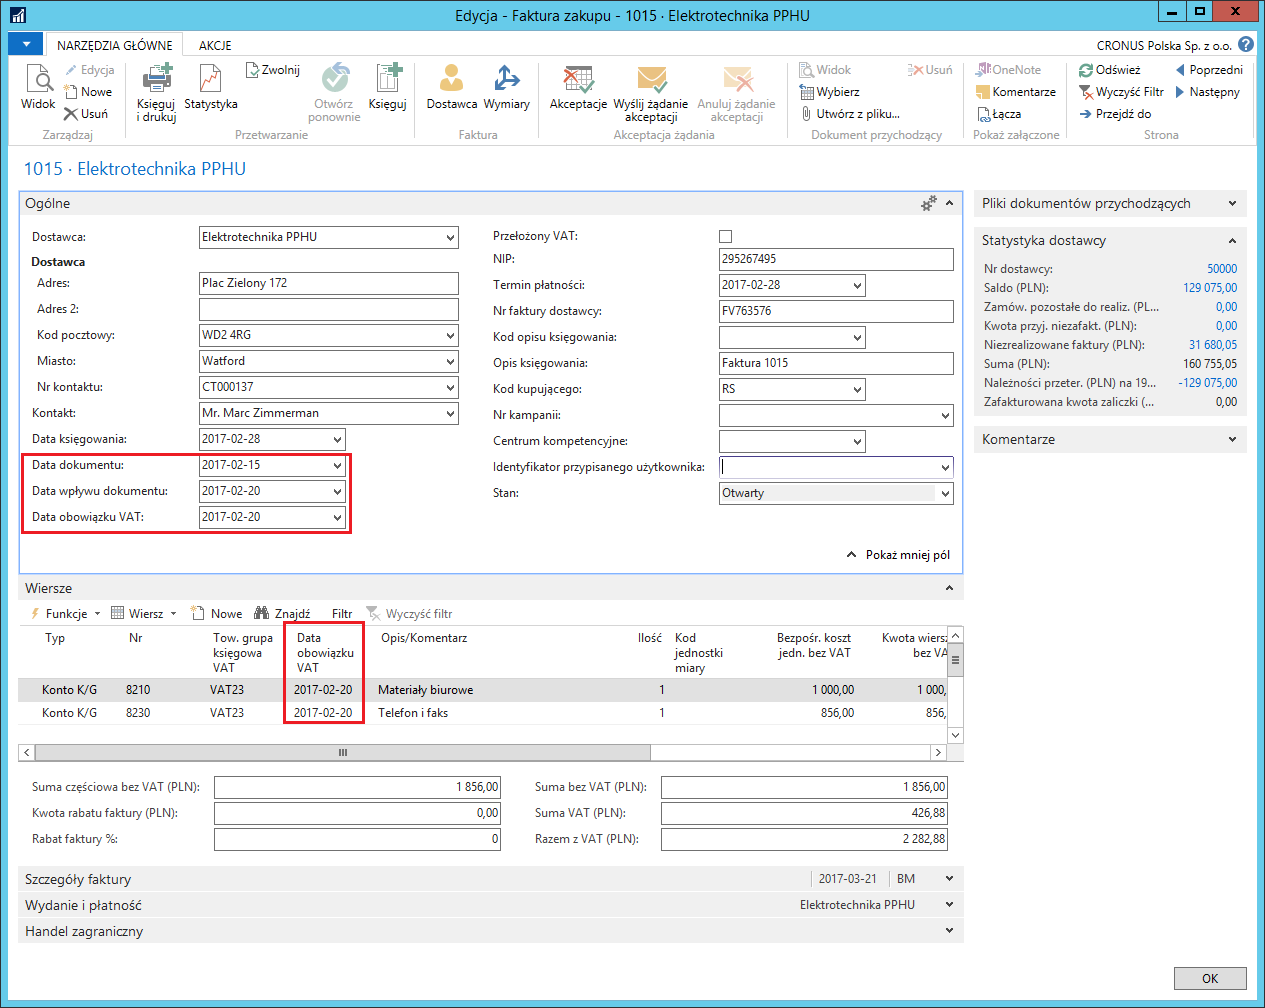 Edycja - Faktura zakupu - 1015 · Elektrotechnika PPHU
NARZĘDZIA GŁÓWNE
AKCJE
CRONUS Polska Sp. z o.o.
Widok
Edycja
Nowe
Usuń
Zarządzaj
Księguj i drukuj
Statystyka
Zwolnij
Otwórz ponownie
Księguj
Przetwarzanie
Dostawca
Wymiary
Faktura
Akceptacje
Wyślij żądanie akceptacji
Anuluj żądanie akceptacji
Akceptacja żądania
Widok
Usuń
Wybierz
Utwórz z pliku...
Dokument przychodzący
OneNote
Komentarze
Łącza
Pokaż załączone
Odśwież
Wyczyść Filtr
Przejdź do
Poprzedni
Następny
Strona
1015 · Elektrotechnika PPHU
Ogólne
Dostawca: Elektrotechnika PPHU
Dostawca
Adres: Plac Zielony 172
Adres 2:
Kod pocztowy: WD2 4RG
Miasto: Watford
Nr kontaktu: CT000137
Kontakt: Mr. Marc Zimmerman
Data księgowania: 2017-02-28
Data dokumentu: 2017-02-15
Data wpływu dokumentu: 2017-02-20
Data obowiązku VAT: 2017-02-20
Przełożony VAT:
NIP: 295267495
Termin płatności: 2017-02-28
Nr faktury dostawcy: FV763576
Kod opisu księgowania:
Opis księgowania: Faktura 1015
Kod kupującego: RS
Nr kampanii:
Centrum kompetencyjne:
Identyfikator przypisanego użytkownika:
Stan: Otwarty
Pokaż mniej pól
Wiersze
Funkcje Wiersz Nowe Znajdź Filtr Wyczyść filtr
Typ Nr Tow. grupa księgowa VAT Data obowiązku VAT Opis/Komentarz Ilość Kod jednostki miary Bezpośr. koszt jedn. bez VAT Kwota wiersz bez VA
Konto K/G 8210 VAT23 2017-02-20 Materiały biurowe 1 1 000,00 1 000,
Konto K/G 8230 VAT23 2017-02-20 Telefon i faks 1 856,00 856,
Suma częściowa bez VAT (PLN): 1 856,00
Kwota rabatu faktury (PLN): 0,00
Rabat faktury %: 0
Suma bez VAT (PLN): 1 856,00
Suma VAT (PLN): 426,88
Razem z VAT (PLN): 2 282,88
Szczegóły faktury 2017-03-21 BM
Wydanie i płatność Elektrotechnika PPHU
Handel zagraniczny
Pliki dokumentów przychodzących
Statystyka dostawcy
Nr dostawcy: 50000
Saldo (PLN): 129 075,00
Zamów. pozostałe do realiz. (PL... 0,00
Kwota przyj. niezafakt. (PLN): 0,00
Niezrealizowane faktury (PLN): 31 680,05
Suma (PLN): 160 755,05
Należności przeter. (PLN) na 19... -129 075,00
Zafakturowana kwota zaliczki (... 0,00
Komentarze
OK